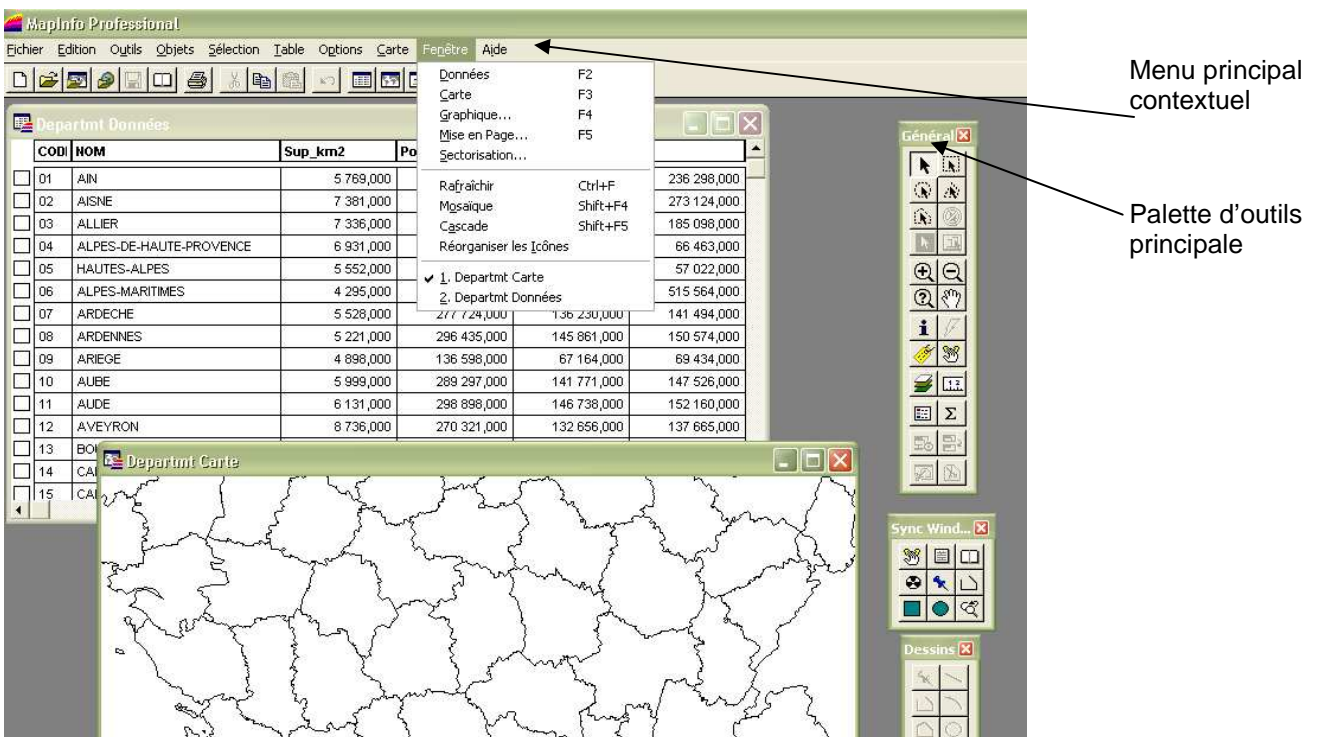 MapInfo Professional
Fichier Edition Outils Objets Sélection Table Options Carte Fenêtre Aide
Données F2
Carte F3
Graphique... F4
Mise en Page... F5
Sectorisation...
Rafraîchir Ctrl+F
Mosaïque Shift+F4
Cascade Shift+F5
Réorganiser les Icônes
✓ 1. Departmt Carte
2. Departmt Données
Menu principal
contextuel
Palette d'outils
principale
Departmt Données
CODI NOM Sup_km2 Po
01 AIN 5 769,000 236 298,000
02 AISNE 7 381,000 273 124,000
03 ALLIER 7 336,000 185 098,000
04 ALPES-DE-HAUTE-PROVENCE 6 931,000 66 463,000
05 HAUTES-ALPES 5 552,000 57 022,000
06 ALPES-MARITIMES 4 295,000 515 564,000
07 ARDECHE 5 528,000 277 724,000 136 230,000 141 494,000
08 ARDENNES 5 221,000 296 435,000 145 861,000 150 574,000
09 ARIEGE 4 898,000 136 598,000 67 164,000 69 434,000
10 AUBE 5 999,000 289 297,000 141 771,000 147 526,000
11 AUDE 6 131,000 298 898,000 146 738,000 152 160,000
12 AVEYRON 8 736,000 270 321,000 132 656,000 137 665,000
13 BO
14 CA
15 CA
Departmt Carte
Général
Sync Wind...
Dessins